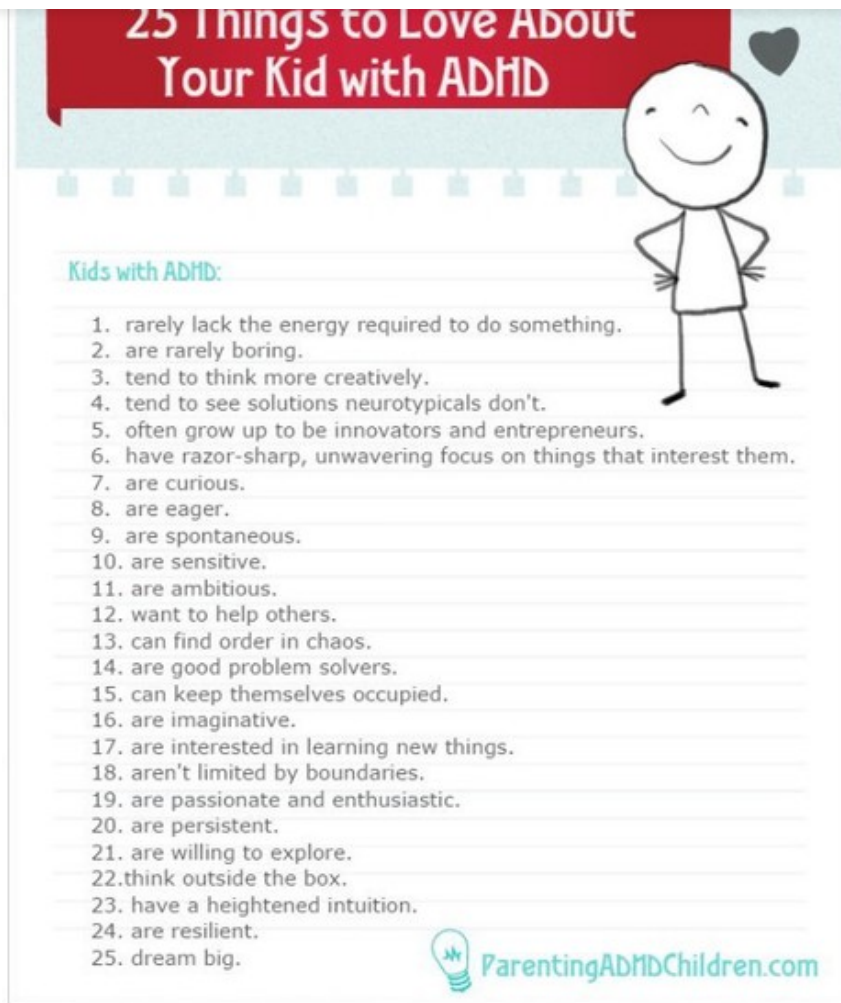 25 Things to Love About
Your Kid with ADHD
Kids with ADHD:
1. rarely lack the energy required to do something.
2. are rarely boring.
3. tend to think more creatively.
4. tend to see solutions neurotypicals don't.
5. often grow up to be innovators and entrepreneurs.
6. have razor-sharp, unwavering focus on things that interest them.
7. are curious.
8. are eager.
9. are spontaneous.
10. are sensitive.
11. are ambitious.
12. want to help others.
13. can find order in chaos.
14. are good problem solvers.
15. can keep themselves occupied.
16. are imaginative.
17. are interested in learning new things.
18. aren't limited by boundaries.
19. are passionate and enthusiastic.
20. are persistent.
21. are willing to explore.
22.think outside the box.
23. have a heightened intuition.
24. are resilient.
25. dream big.
ParentingADHDChildren.com